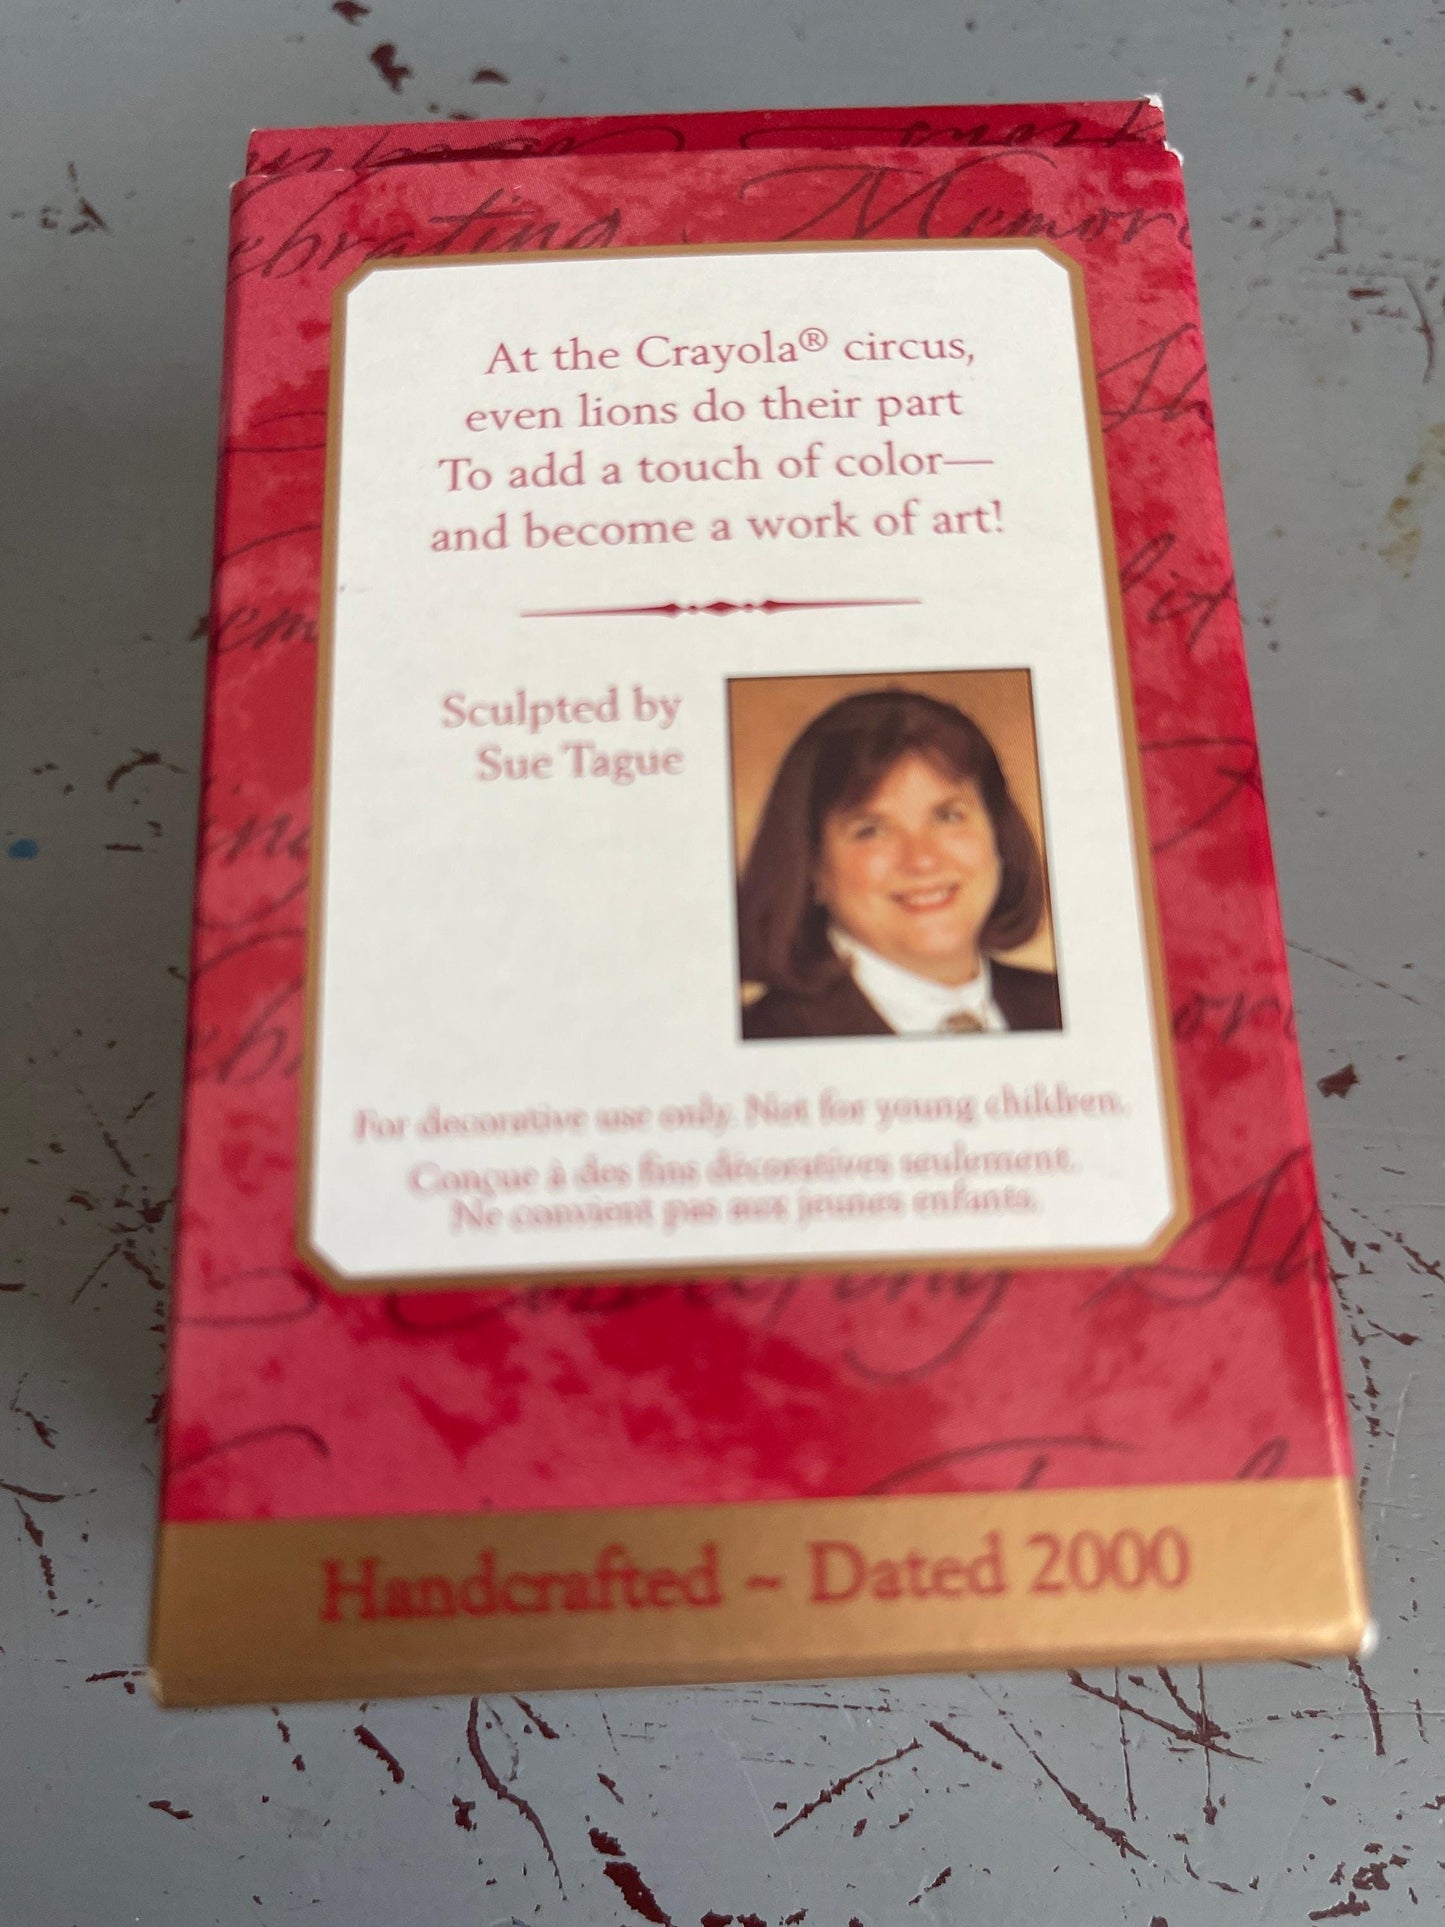 ebrating Memor
At the Crayola® circus,
even lions do their part
To add a touch of color—
and become a work of art!
Sculpted by
Sue Tague
For decorative use only. Not for young children.
Conçue à des fins décoratives seulement.
Ne convient pas aux jeunes enfants.
Handcrafted ~ Dated 2000